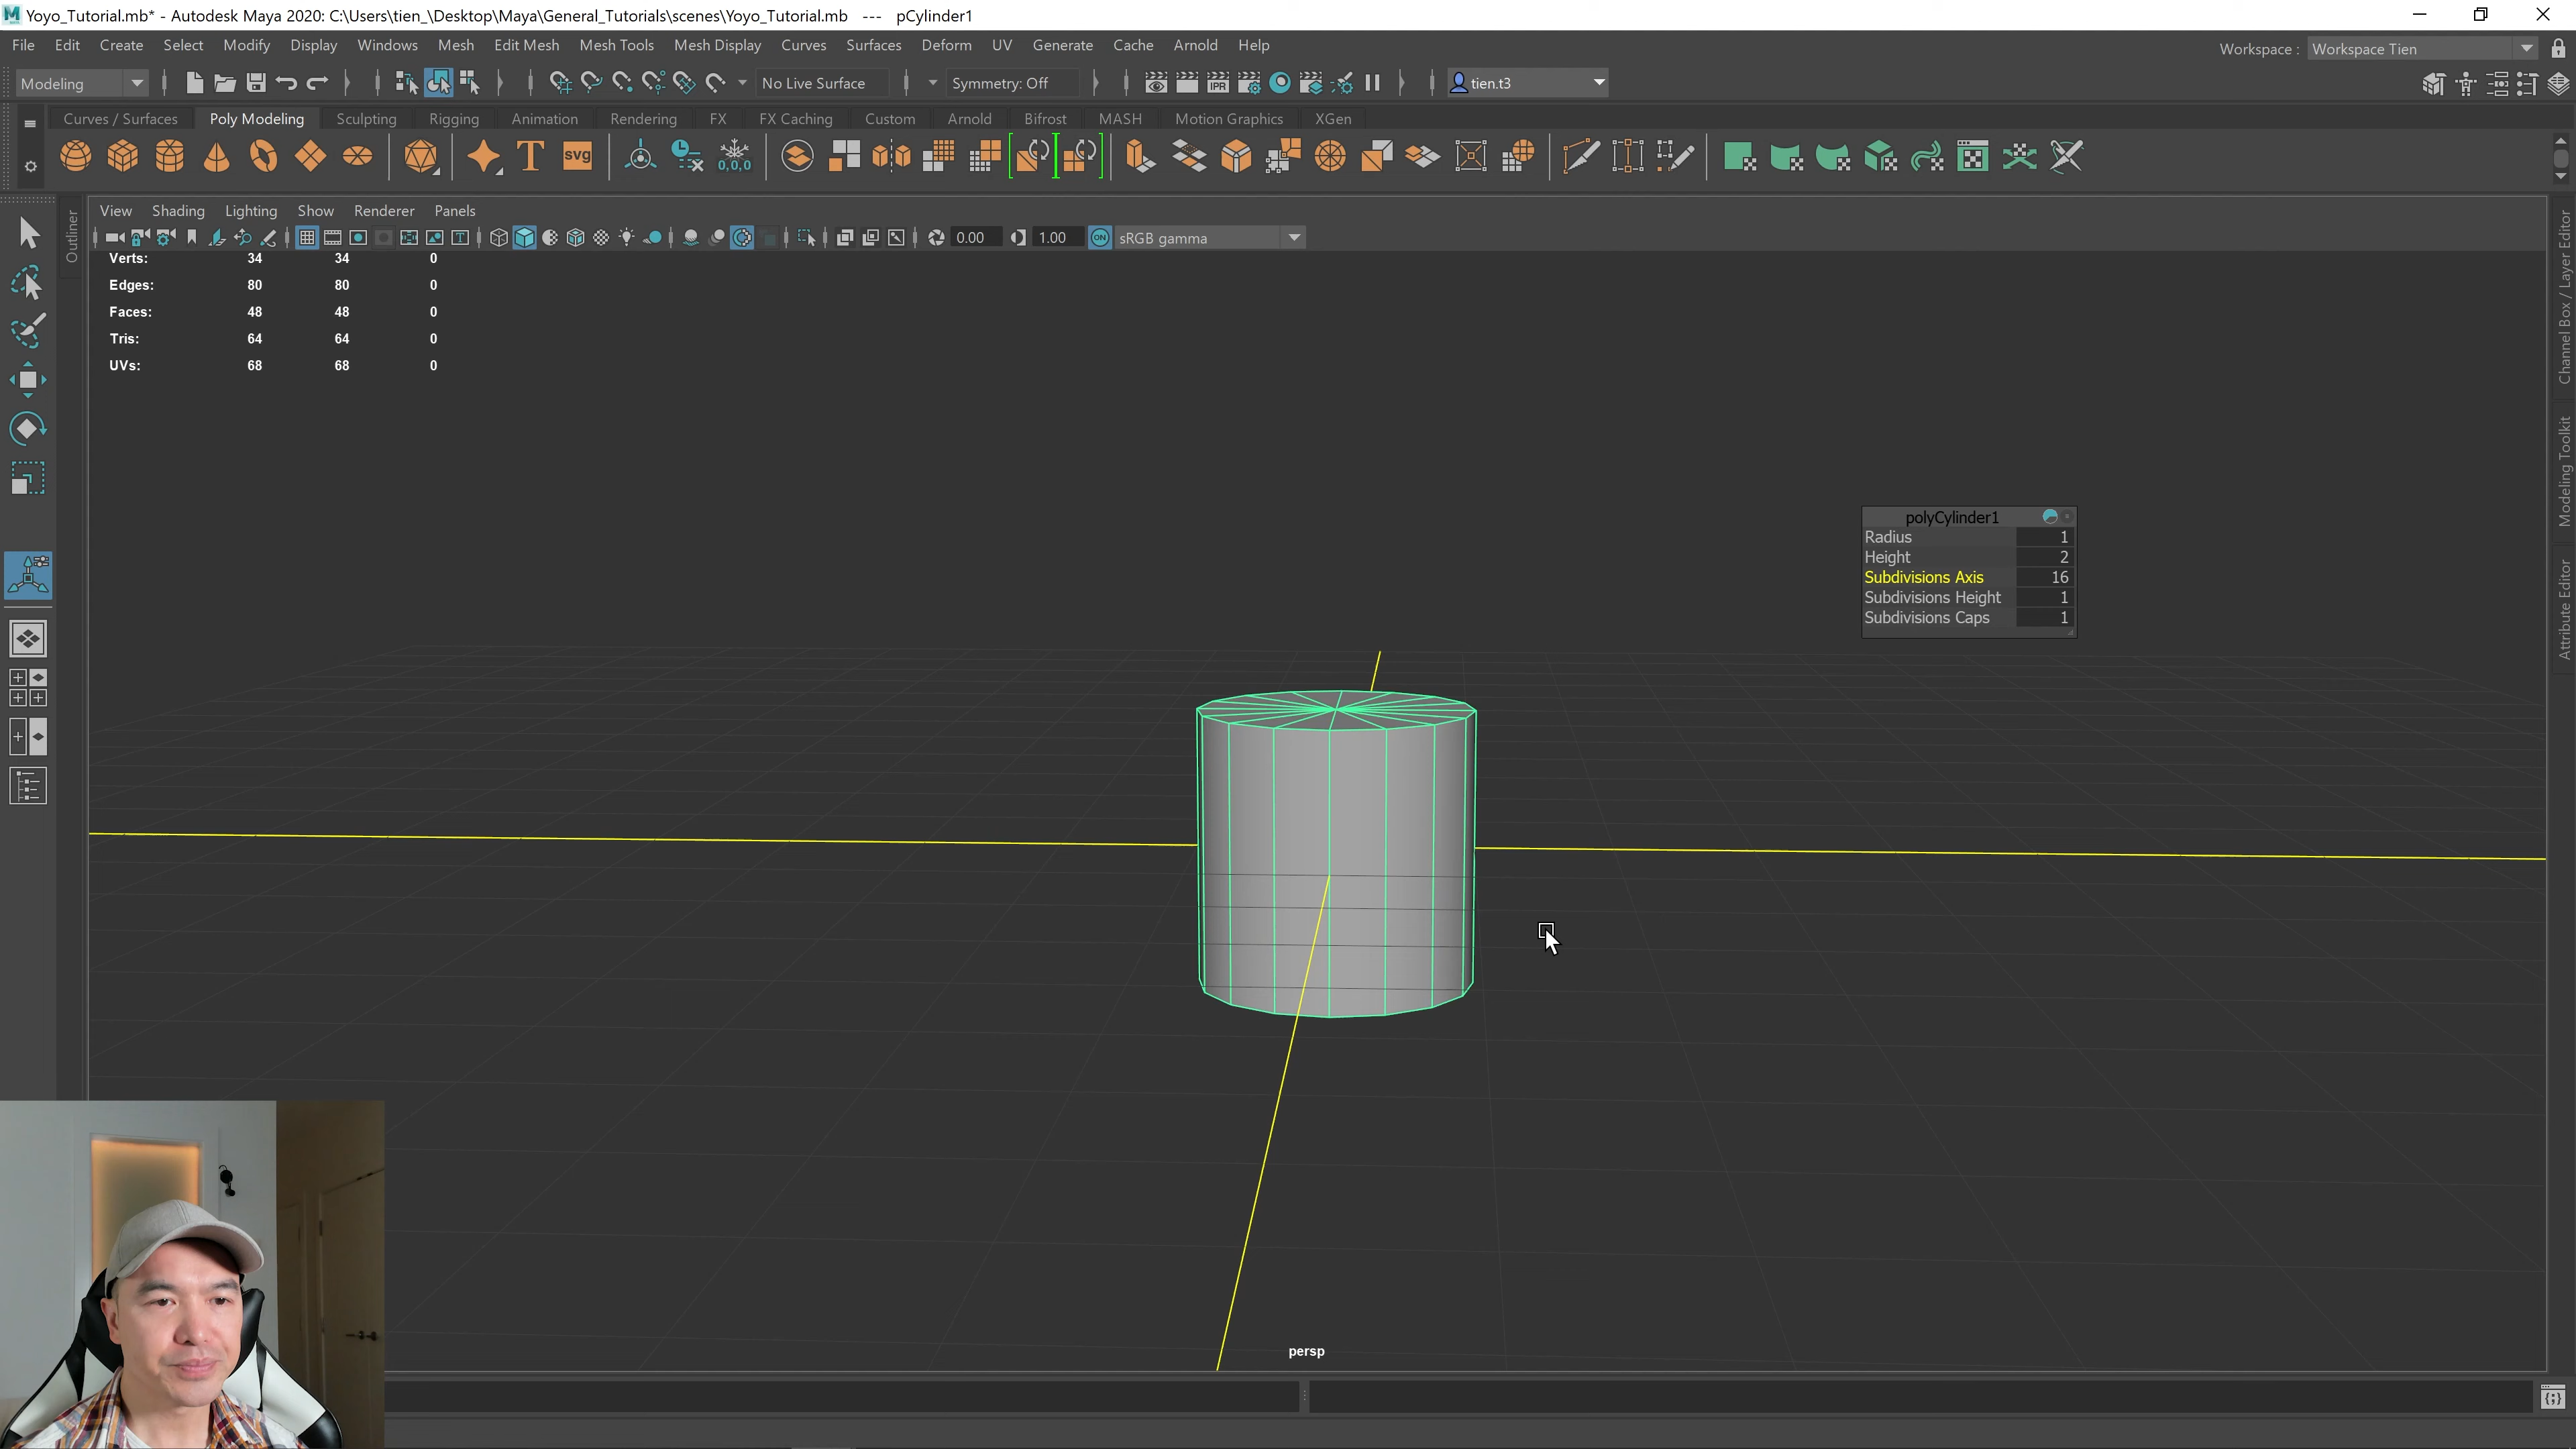 Yoyo_Tutorial.mb* - Autodesk Maya 2020: C:\Users\tien_\Desktop\Maya\General_Tutorials\scenes\Yoyo_Tutorial.mb --- pCylinder1
File Edit Create Select Modify Display Windows Mesh Edit Mesh Mesh Tools Mesh Display Curves Surfaces Deform UV Generate Cache Arnold Help Workspace : Workspace Tien
Modeling No Live Surface Symmetry: Off IPR tien.t3
Curves / Surfaces Poly Modeling Sculpting Rigging Animation Rendering FX FX Caching Custom Arnold Bifrost MASH Motion Graphics XGen
T svg 0,0,0
View Shading Lighting Show Renderer Panels
0.00 1.00 ON sRGB gamma
Outliner
Verts: 34 34 0
Edges: 80 80 0
Faces: 48 48 0
Tris: 64 64 0
UVs: 68 68 0
polyCylinder1
Radius 1
Height 2
Subdivisions Axis 16
Subdivisions Height 1
Subdivisions Caps 1
Channel Box / Layer Editor
Modeling Toolkit
Attribute Editor
persp